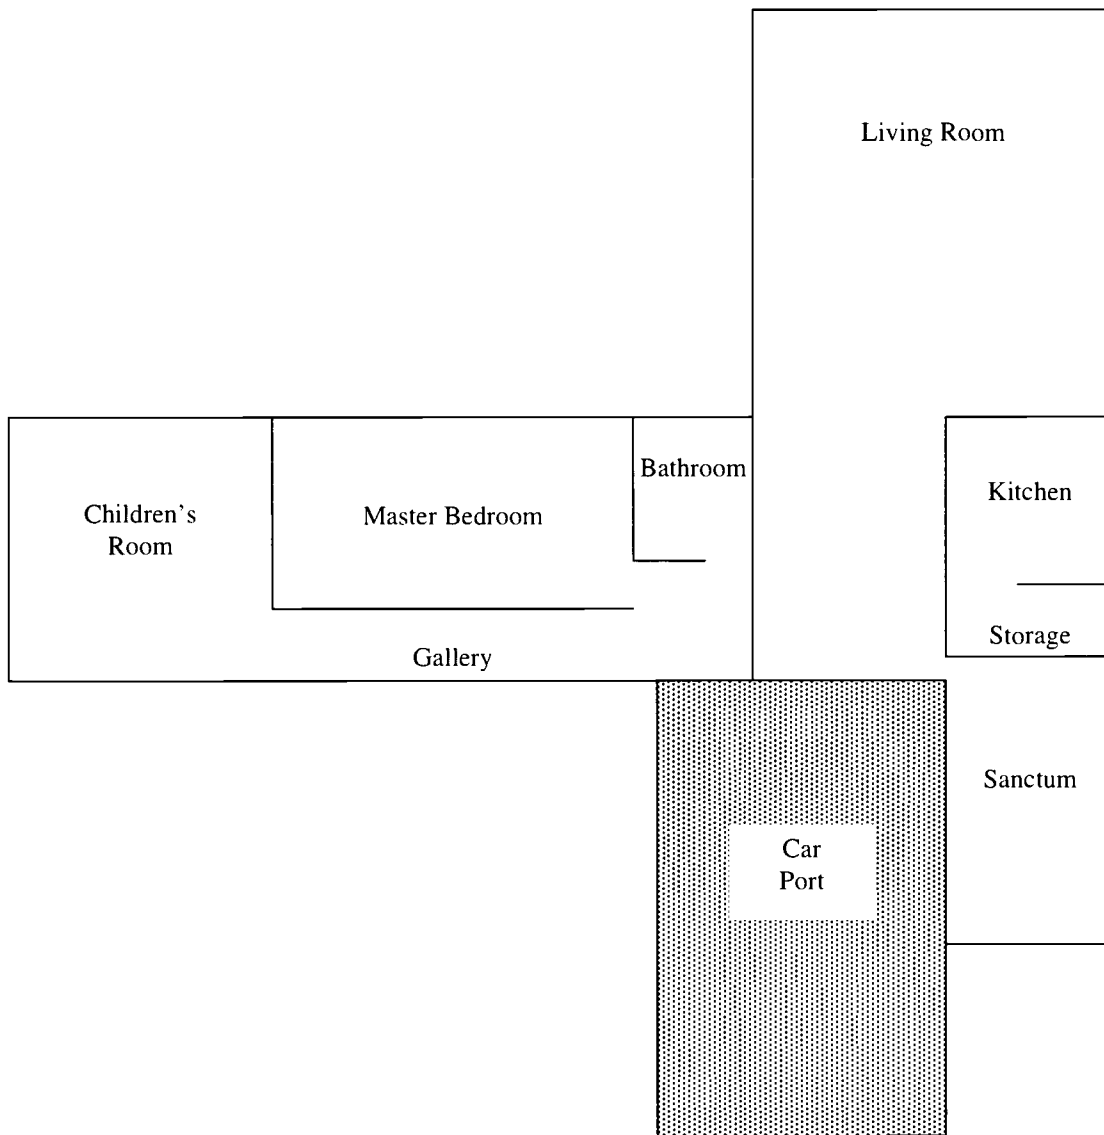 Living Room
Bathroom
Kitchen
Children's
Room
Master Bedroom
Storage
Gallery
Sanctum
Car
Port